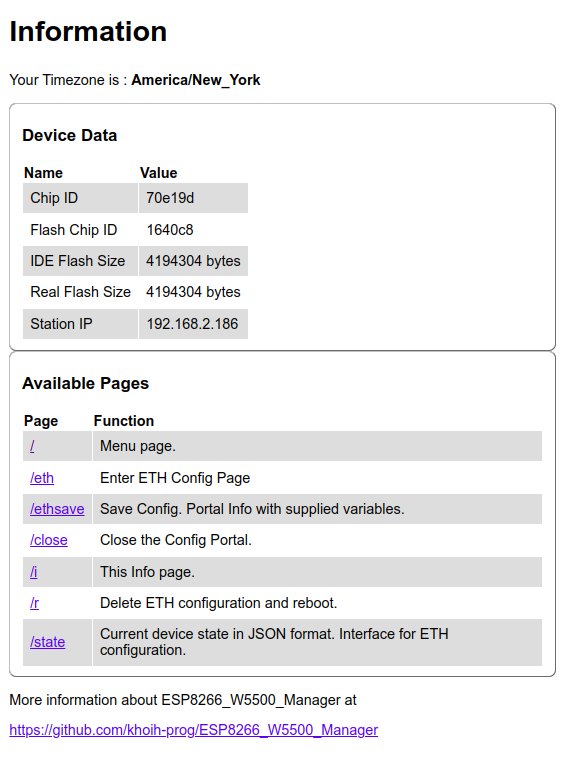 Information
Your Timezone is : America/New_York
Device Data
Name Value
Chip ID 70e19d
Flash Chip ID 1640c8
IDE Flash Size 4194304 bytes
Real Flash Size 4194304 bytes
Station IP 192.168.2.186
Available Pages
Page Function
/ Menu page.
/eth Enter ETH Config Page
/ethsave Save Config. Portal Info with supplied variables.
/close Close the Config Portal.
/i This Info page.
/r Delete ETH configuration and reboot.
/state Current device state in JSON format. Interface for ETH
configuration.
More information about ESP8266_W5500_Manager at
https://github.com/khoih-prog/ESP8266_W5500_Manager